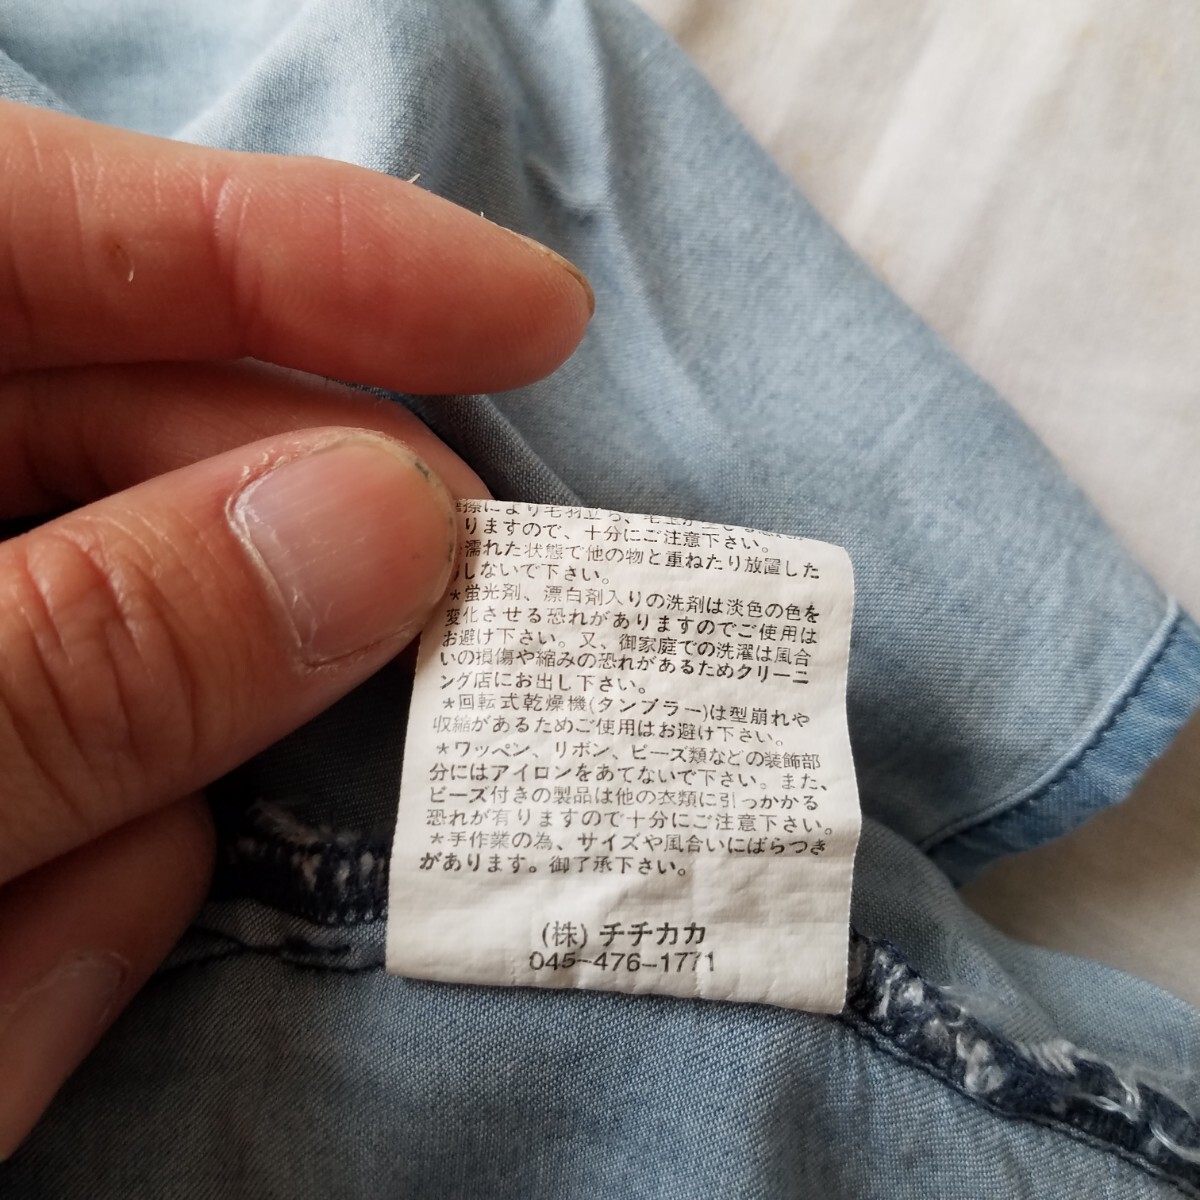 により毛羽立ち、毛玉が
りますので、十分にご注意下さい。
濡れた状態で他の物と重ねたり放置した
しないで下さい。
*蛍光剤、漂白剤入りの洗剤は淡色の色を
変化させる恐れがありますのでご使用は
お避け下さい。又、御家庭での洗濯は風合
いの損傷や縮みの恐れがあるためクリーニ
ング店にお出し下さい。
*回転式乾燥機(タンブラー)は型崩れや
収縮があるためご使用はお避け下さい。
*ワッペン、リボン、ビーズ類などの装飾部
分にはアイロンをあてないで下さい。また、
ビーズ付きの製品は他の衣類に引っかかる
恐れが有りますので十分にご注意下さい。
*手作業の為、サイズや風合いにばらつき
があります。御了承下さい。
(株) チチカカ
045-476-1771